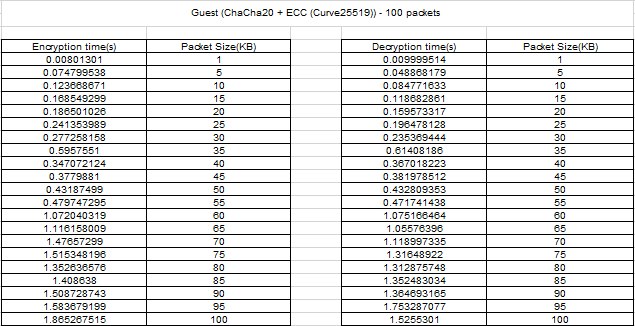 Guest (ChaCha20 + ECC (Curve25519)) - 100 packets
Encryption time(s) Packet Size(KB) Decryption time(s) Packet Size(KB)
0.00801301 1 0.009999514 1
0.074799538 5 0.048868179 5
0.123668671 10 0.084771633 10
0.168549299 15 0.118682861 15
0.186501026 20 0.159573317 20
0.241353989 25 0.196478128 25
0.277258158 30 0.235369444 30
0.5957551 35 0.61408186 35
0.347072124 40 0.367018223 40
0.3779881 45 0.381978512 45
0.43187499 50 0.432809353 50
0.479747295 55 0.471741438 55
1.072040319 60 1.075166464 60
1.116158009 65 1.05576396 65
1.47657299 70 1.118997335 70
1.515348196 75 1.31648922 75
1.352636576 80 1.312875748 80
1.408638 85 1.352483034 85
1.508728743 90 1.364693165 90
1.583679199 95 1.753287077 95
1.865267515 100 1.5255301 100